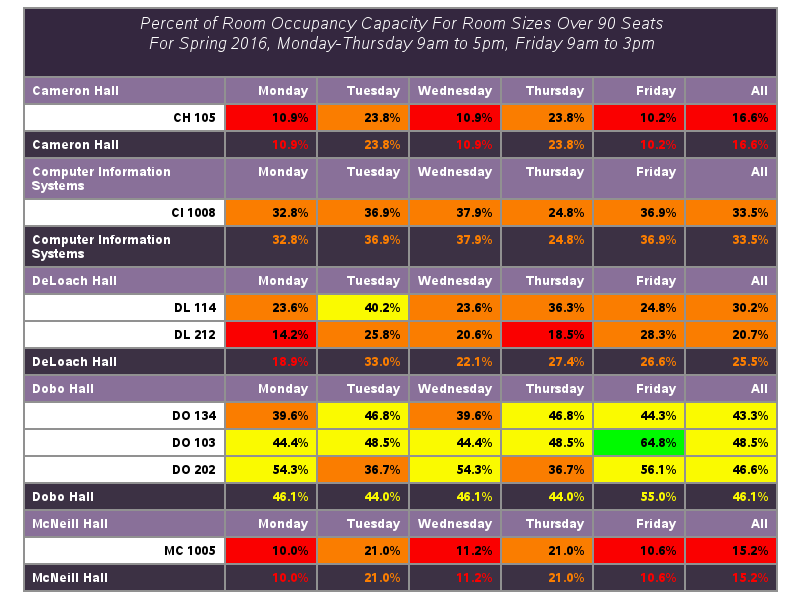 Percent of Room Occupancy Capacity For Room Sizes Over 90 Seats
For Spring 2016, Monday-Thursday 9am to 5pm, Friday 9am to 3pm
Cameron Hall Monday Tuesday Wednesday Thursday Friday All
CH 105 10.9% 23.8% 10.9% 23.8% 10.2% 16.6%
Cameron Hall 10.9% 23.8% 10.9% 23.8% 10.2% 16.6%
Computer Information Monday Tuesday Wednesday Thursday Friday All
Systems
CI 1008 32.8% 36.9% 37.9% 24.8% 36.9% 33.5%
Computer Information 32.8% 36.9% 37.9% 24.8% 36.9% 33.5%
Systems
DeLoach Hall Monday Tuesday Wednesday Thursday Friday All
DL 114 23.6% 40.2% 23.6% 36.3% 24.8% 30.2%
DL 212 14.2% 25.8% 20.6% 18.5% 28.3% 20.7%
DeLoach Hall 18.9% 33.0% 22.1% 27.4% 26.6% 25.5%
Dobo Hall Monday Tuesday Wednesday Thursday Friday All
DO 134 39.6% 46.8% 39.6% 46.8% 44.3% 43.3%
DO 103 44.4% 48.5% 44.4% 48.5% 64.8% 48.5%
DO 202 54.3% 36.7% 54.3% 36.7% 56.1% 46.6%
Dobo Hall 46.1% 44.0% 46.1% 44.0% 55.0% 46.1%
McNeill Hall Monday Tuesday Wednesday Thursday Friday All
MC 1005 10.0% 21.0% 11.2% 21.0% 10.6% 15.2%
McNeill Hall 10.0% 21.0% 11.2% 21.0% 10.6% 15.2%